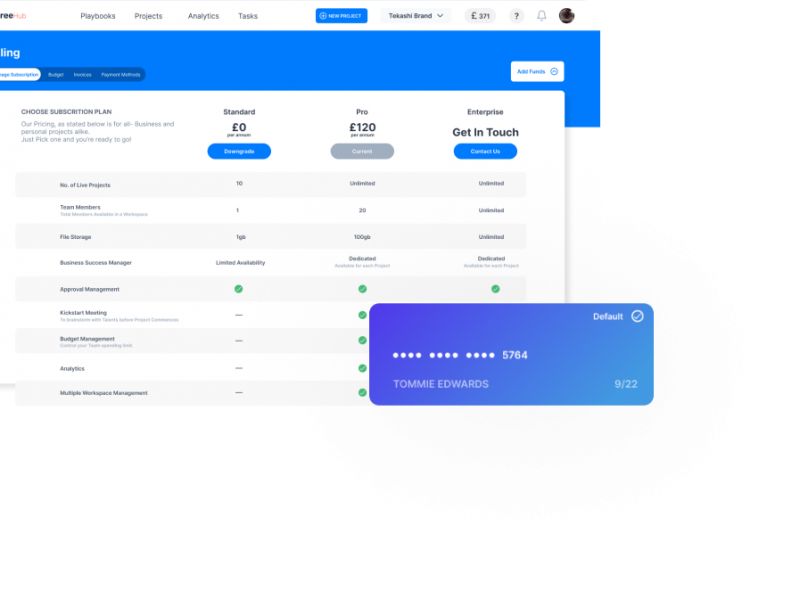 reeHub
Playbooks
Projects
Analytics
Tasks
NEW PROJECT
Tekashi Brand
£ 371
?
ling
age Subscription
Budget
Invoices
Payment Methods
Add Funds
CHOOSE SUBSCRITION PLAN
Our Pricing, as stated below is for all- Business and
personal projects alike.
Just Pick one and you're ready to go!
Standard
£0
per annum
Downgrade
Pro
£120
per annum
Current
Enterprise
Get In Touch
Contact Us
No. of Live Projects
10
Unlimited
Unlimited
Team Members
Total Members Available in a Workspace
1
20
Unlimited
File Storage
1gb
100gb
Unlimited
Business Success Manager
Limited Availability
Dedicated
Available for each Project
Dedicated
Available for each Project
Approval Management
Kickstart Meeting
To brainstorm with Talents before Project Commences
—
Budget Management
Control your Team spending limit
—
Analytics
—
Multiple Workspace Management
—
Default
•••• •••• •••• 5764
TOMMIE EDWARDS
9/22